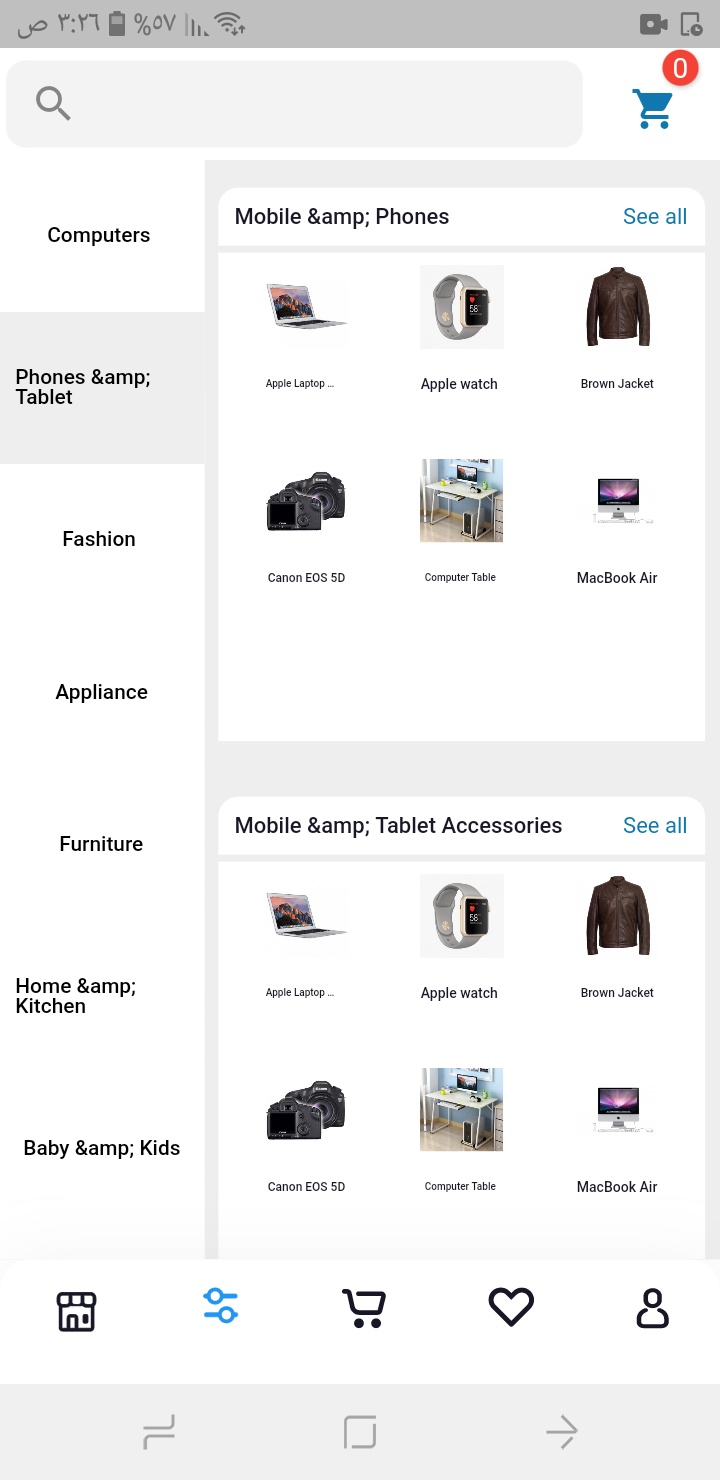 ص ٣:٢٦ %٥٧
0
Computers
Phones &amp;
Tablet
Fashion
Appliance
Furniture
Home &amp;
Kitchen
Baby &amp; Kids
Mobile &amp; Phones See all
Apple Laptop ... Apple watch Brown Jacket
Canon EOS 5D Computer Table MacBook Air
Mobile &amp; Tablet Accessories See all
Apple Laptop ... Apple watch Brown Jacket
Canon EOS 5D Computer Table MacBook Air